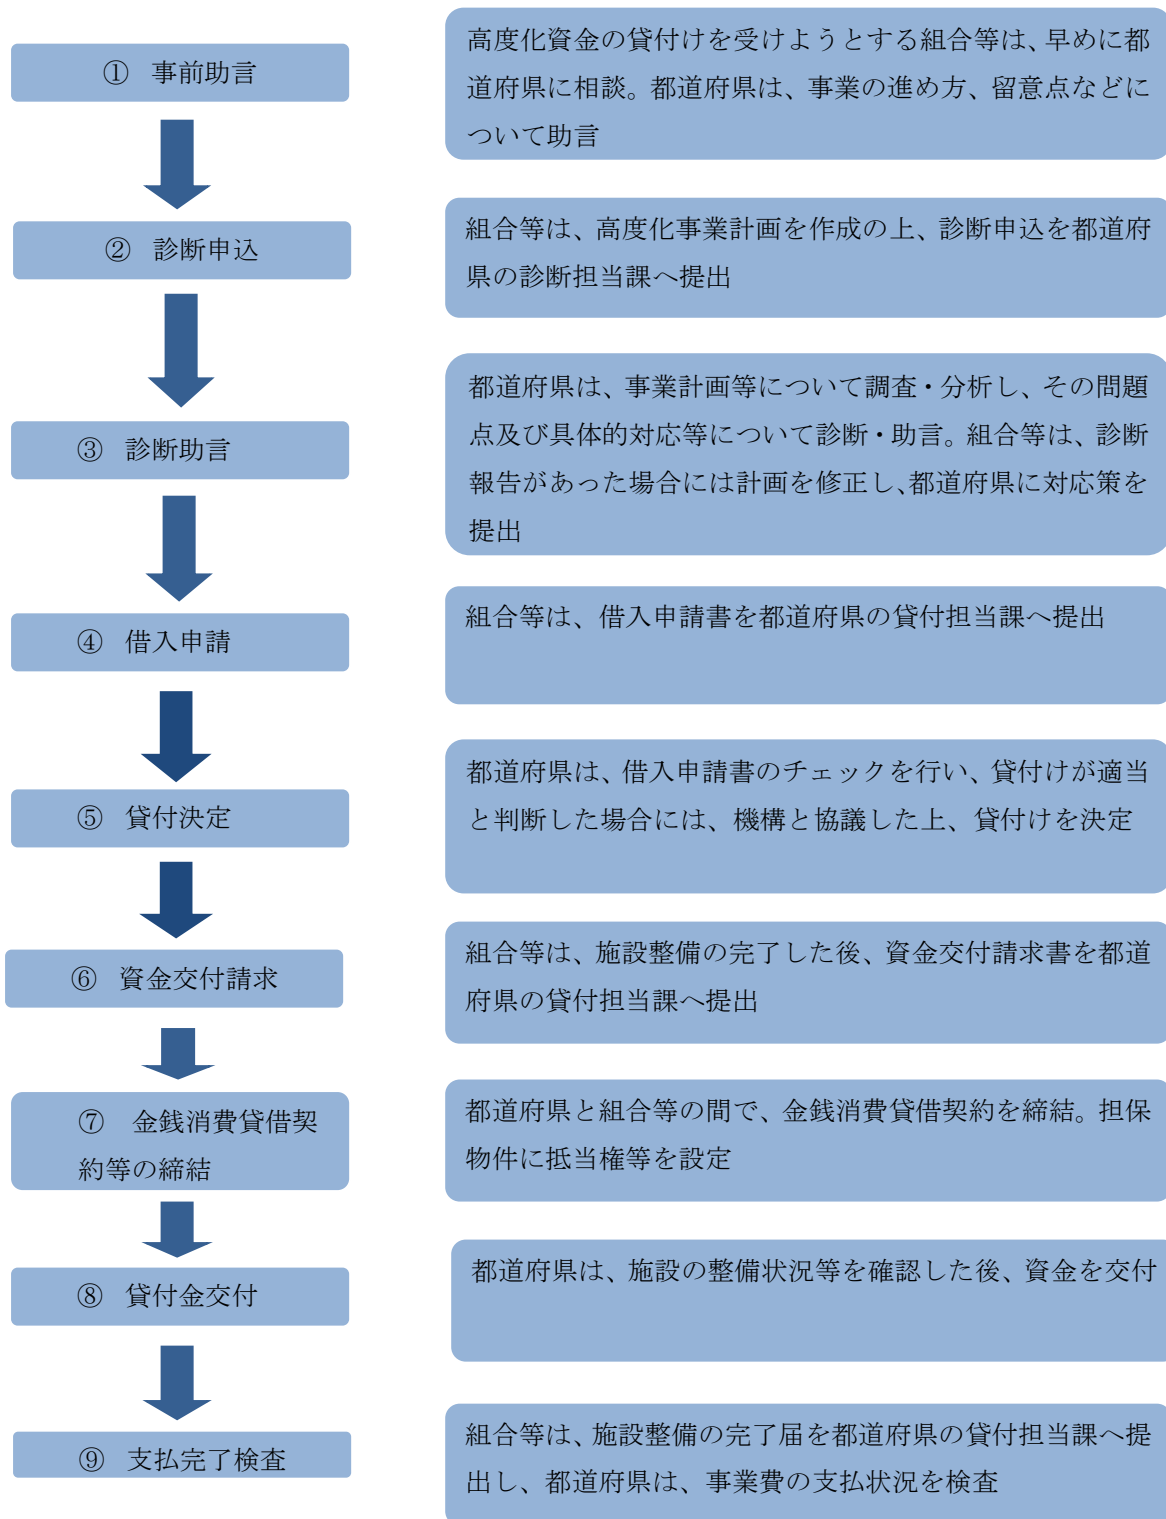 ① 事前助言
高度化資金の貸付けを受けようとする組合等は、早めに都
道府県に相談。都道府県は、事業の進め方、留意点などに
ついて助言
② 診断申込
組合等は、高度化事業計画を作成の上、診断申込を都道府
県の診断担当課へ提出
③ 診断助言
都道府県は、事業計画等について調査・分析し、その問題
点及び具体的対応等について診断・助言。組合等は、診断
報告があった場合には計画を修正し、都道府県に対応策を
提出
④ 借入申請
組合等は、借入申請書を都道府県の貸付担当課へ提出
⑤ 貸付決定
都道府県は、借入申請書のチェックを行い、貸付けが適当
と判断した場合には、機構と協議した上、貸付けを決定
⑥ 資金交付請求
組合等は、施設整備の完了した後、資金交付請求書を都道
府県の貸付担当課へ提出
⑦ 金銭消費貸借契
約等の締結
都道府県と組合等の間で、金銭消費貸借契約を締結。担保
物件に抵当権等を設定
⑧ 貸付金交付
都道府県は、施設の整備状況等を確認した後、資金を交付
⑨ 支払完了検査
組合等は、施設整備の完了届を都道府県の貸付担当課へ提
出し、都道府県は、事業費の支払状況を検査